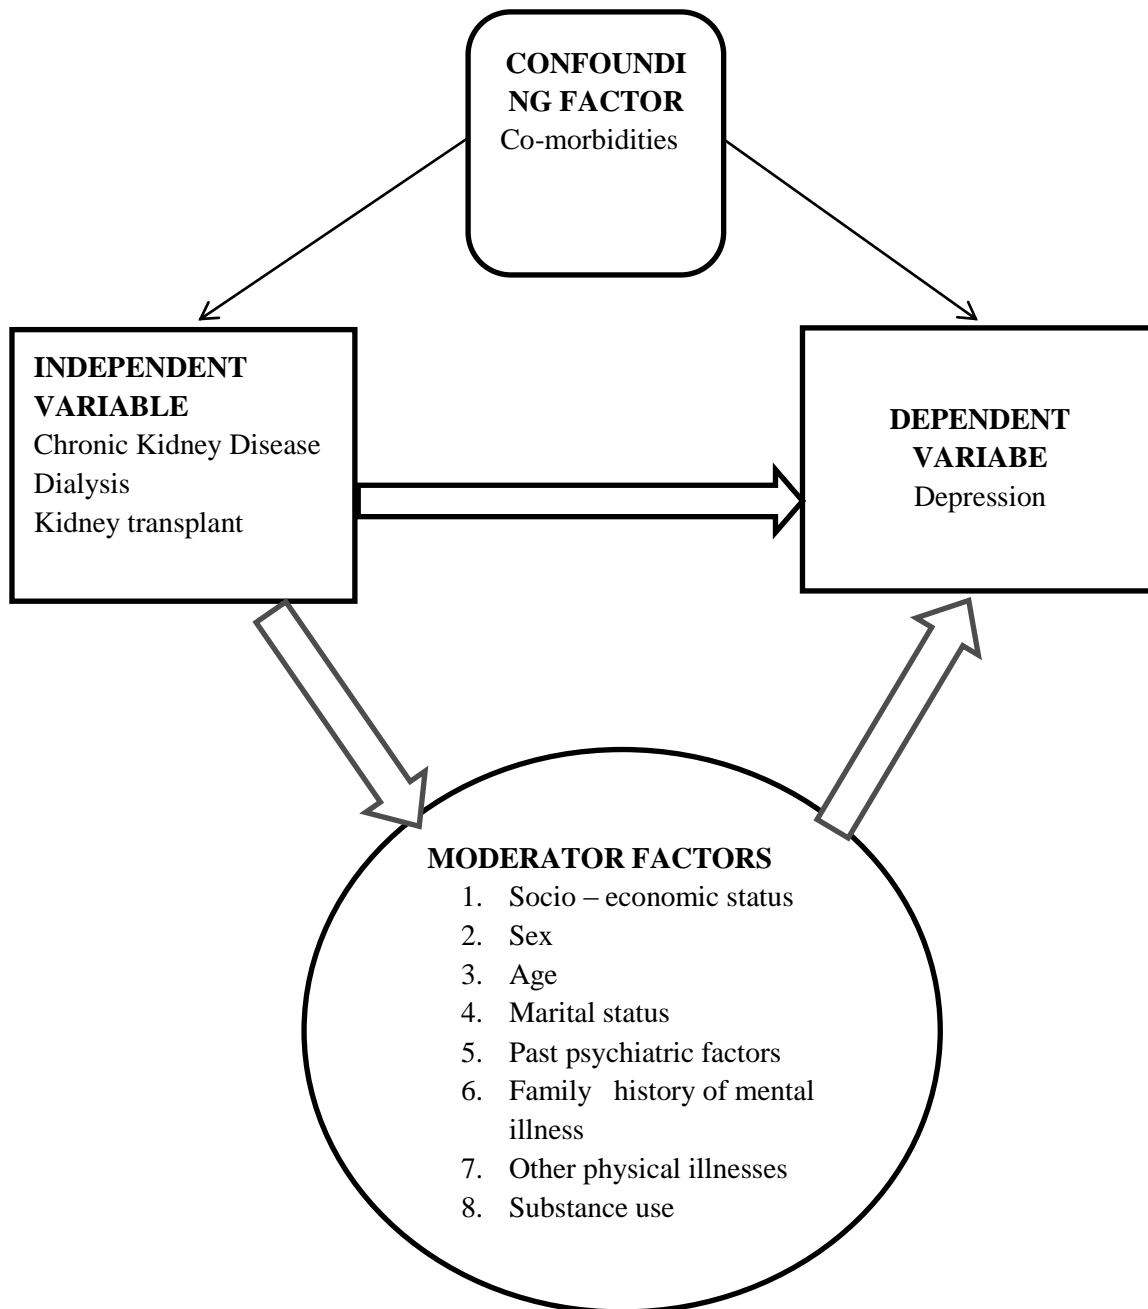 CONFOUNDI
NG FACTOR
Co-morbidities
INDEPENDENT
VARIABLE
Chronic Kidney Disease
Dialysis
Kidney transplant
DEPENDENT
VARIABE
Depression
MODERATOR FACTORS
1. Socio – economic status
2. Sex
3. Age
4. Marital status
5. Past psychiatric factors
6. Family history of mental
illness
7. Other physical illnesses
8. Substance use